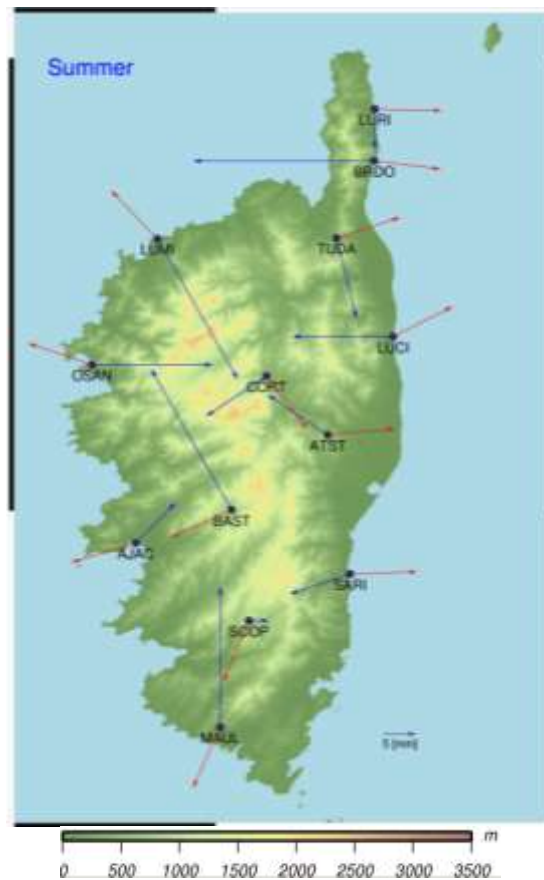 Summer
LURI
BRDO
LUMI
TUDA
LUCI
OSAN
CORT
ATST
BAST
AJAC
SARI
SCOP
MAUL
5 [mm]
m
0 500 1000 1500 2000 2500 3000 3500